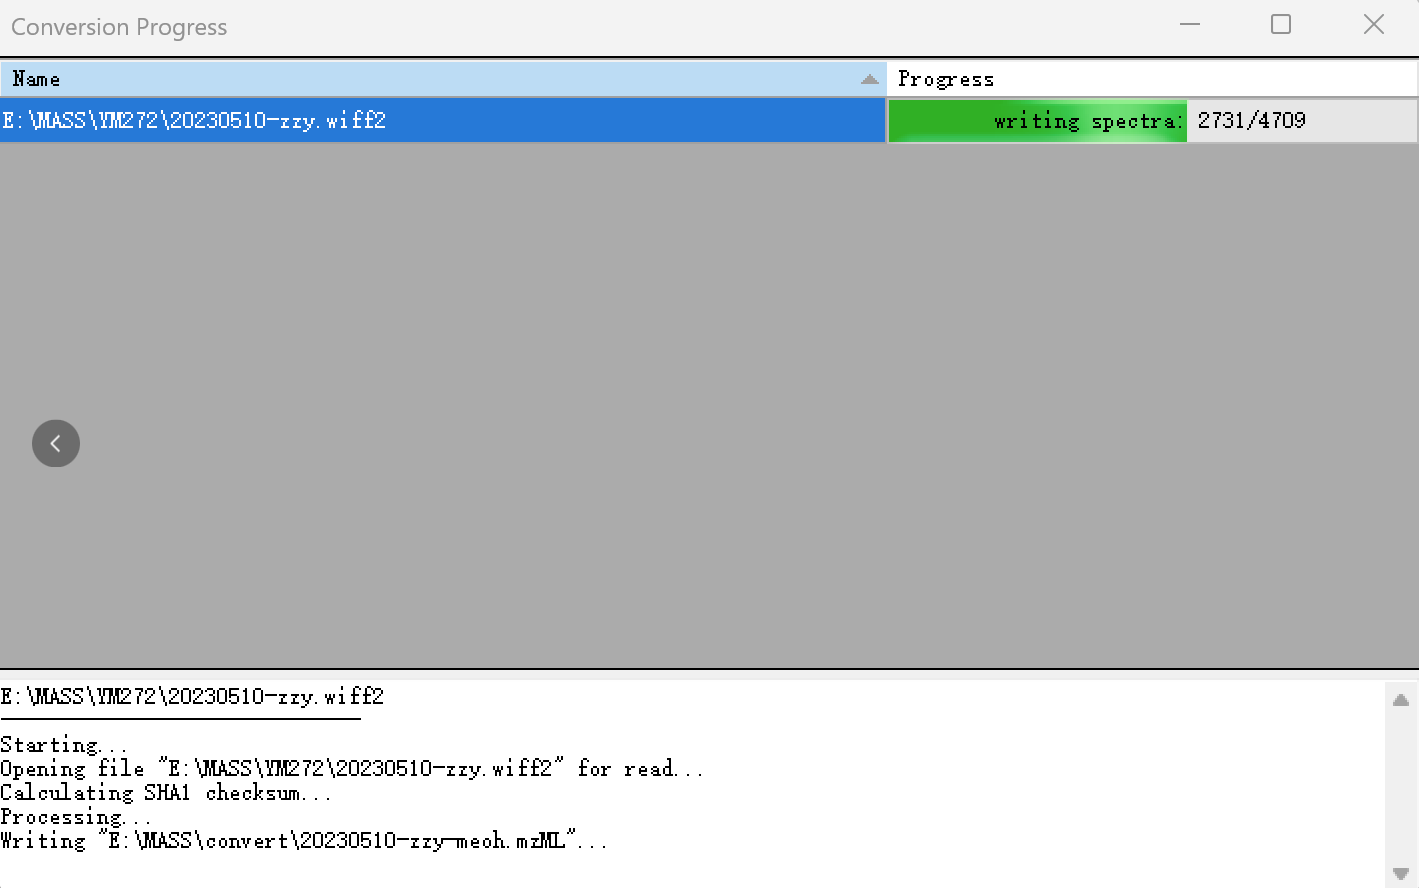 Conversion Progress
Name
Progress
E:\MASS\YM272\20230510-zzy.wiff2
writing spectra: 2731/4709
E:\MASS\YM272\20230510-zzy.wiff2
Starting...
Opening file "E:\MASS\YM272\20230510-zzy.wiff2" for read...
Calculating SHA1 checksum...
Processing...
Writing "E:\MASS\convert\20230510-zzy-meoh.mzML"...